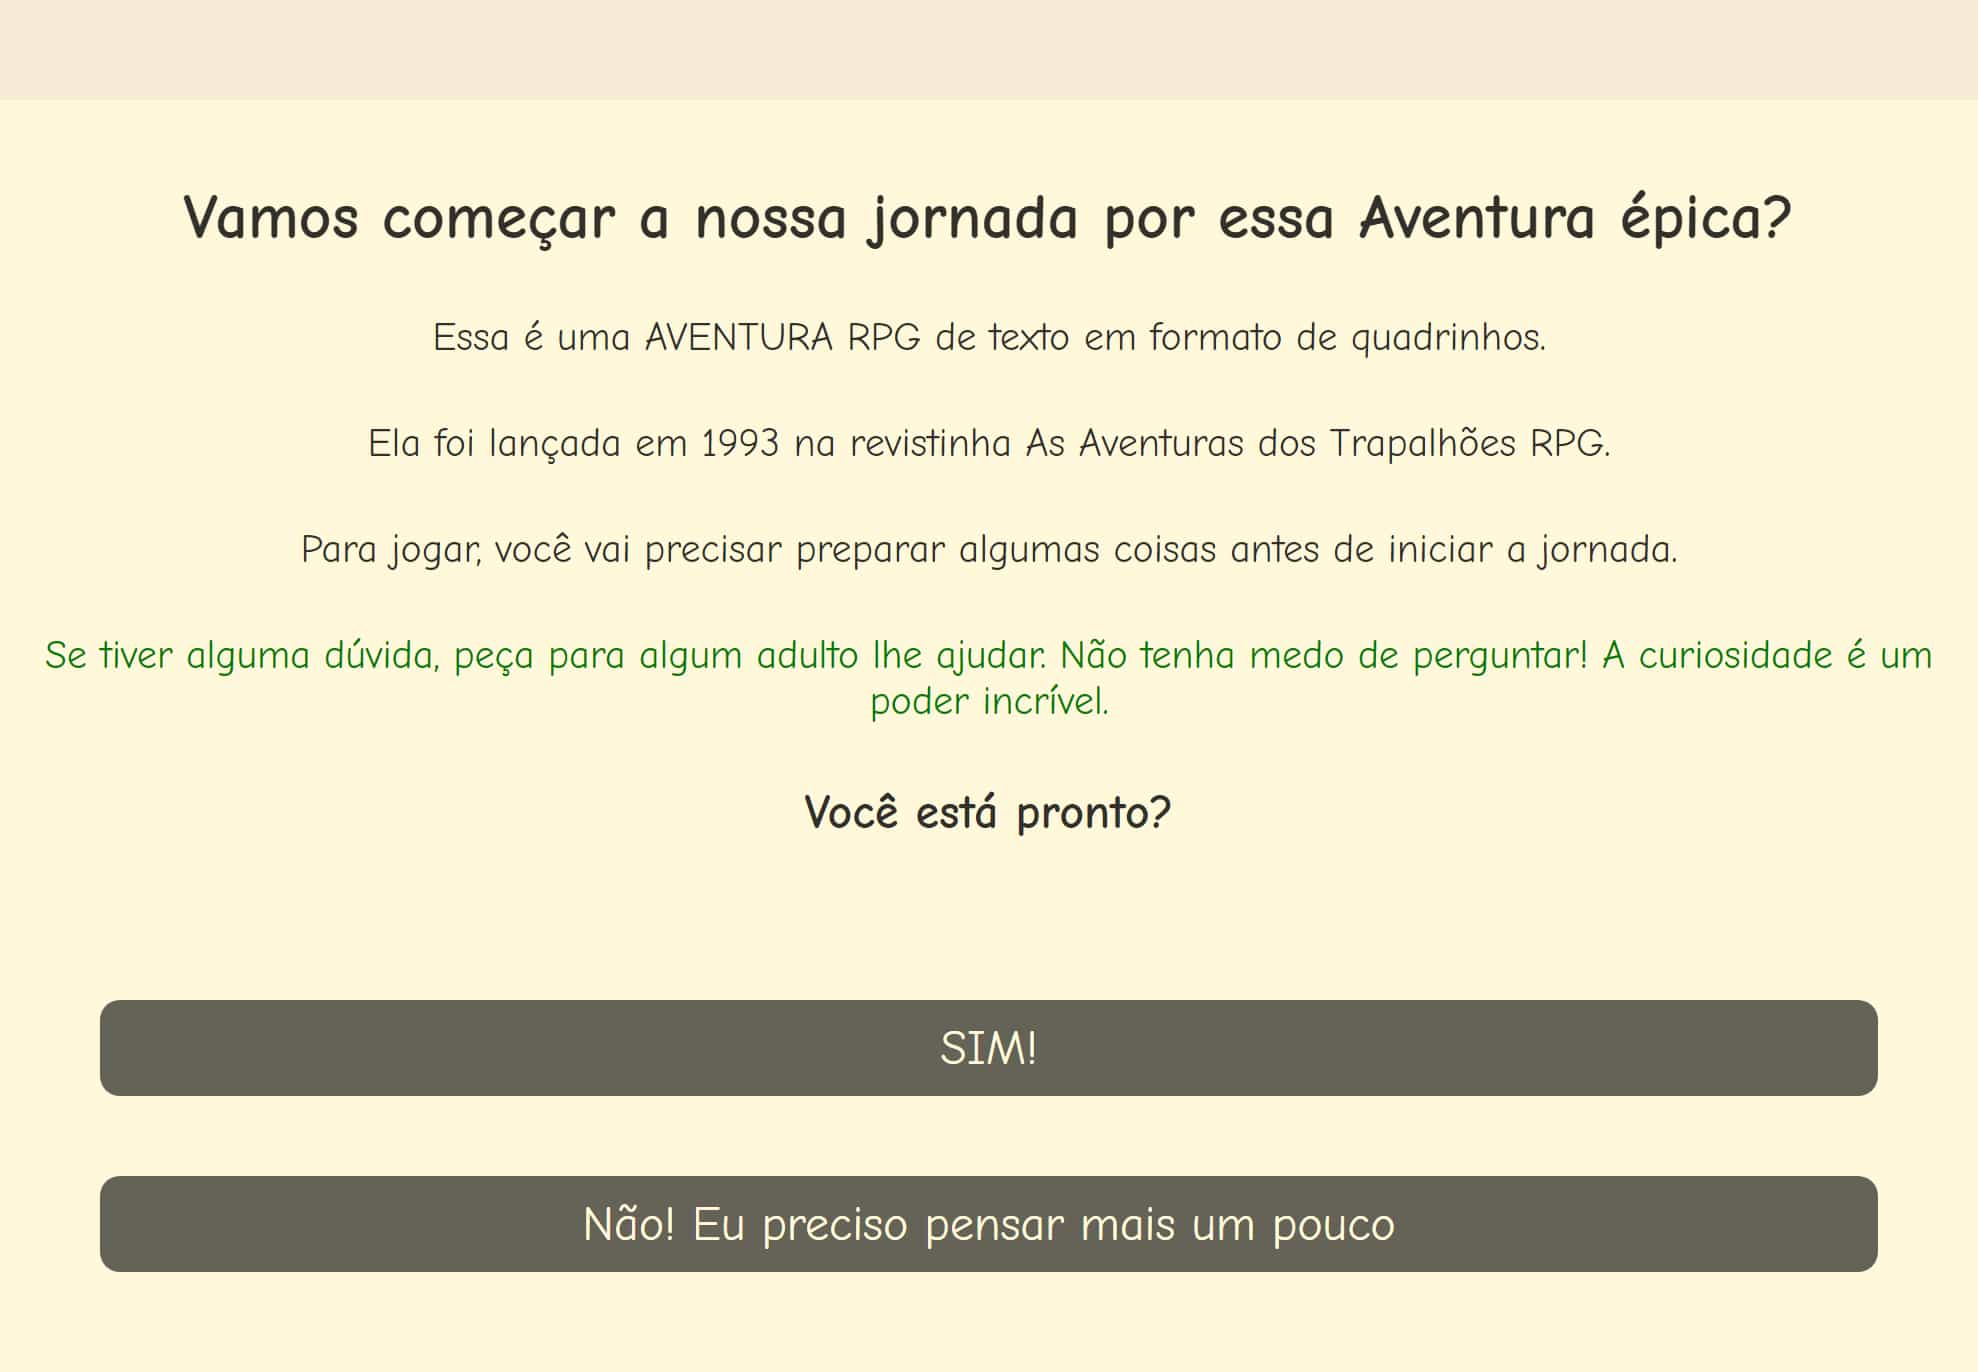 Vamos começar a nossa jornada por essa Aventura épica?
Essa é uma AVENTURA RPG de texto em formato de quadrinhos.
Ela foi lançada em 1993 na revistinha As Aventuras dos Trapalhões RPG.
Para jogar, você vai precisar preparar algumas coisas antes de iniciar a jornada.
Se tiver alguma dúvida, peça para algum adulto lhe ajudar. Não tenha medo de perguntar! A curiosidade é um
poder incrível.
Você está pronto?
SIM!
Não! Eu preciso pensar mais um pouco